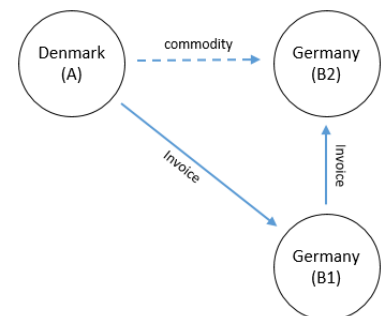 Denmark
(A)
commodity
Germany
(B2)
Invoice
Invoice
Germany
(B1)